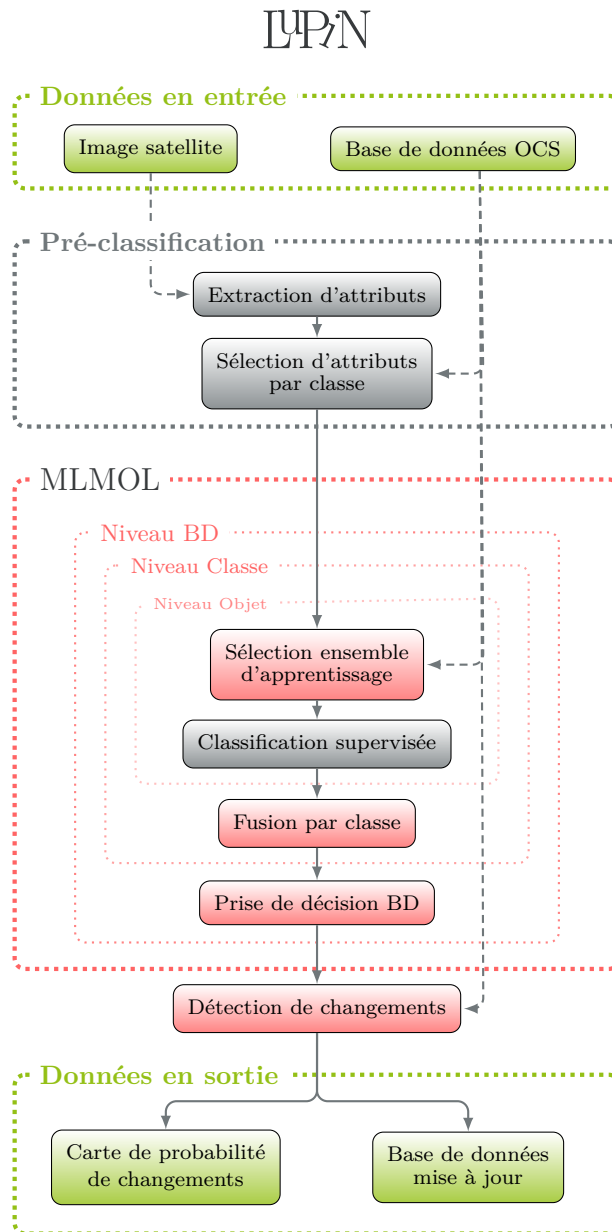 LUPiN
Données en entrée
Image satellite
Base de données OCS
Pré-classification
Extraction d'attributs
Sélection d'attributs
par classe
MLMOL
Niveau BD
Niveau Classe
Niveau Objet
Sélection ensemble
d'apprentissage
Classification supervisée
Fusion par classe
Prise de décision BD
Détection de changements
Données en sortie
Carte de probabilité
de changements
Base de données
mise à jour